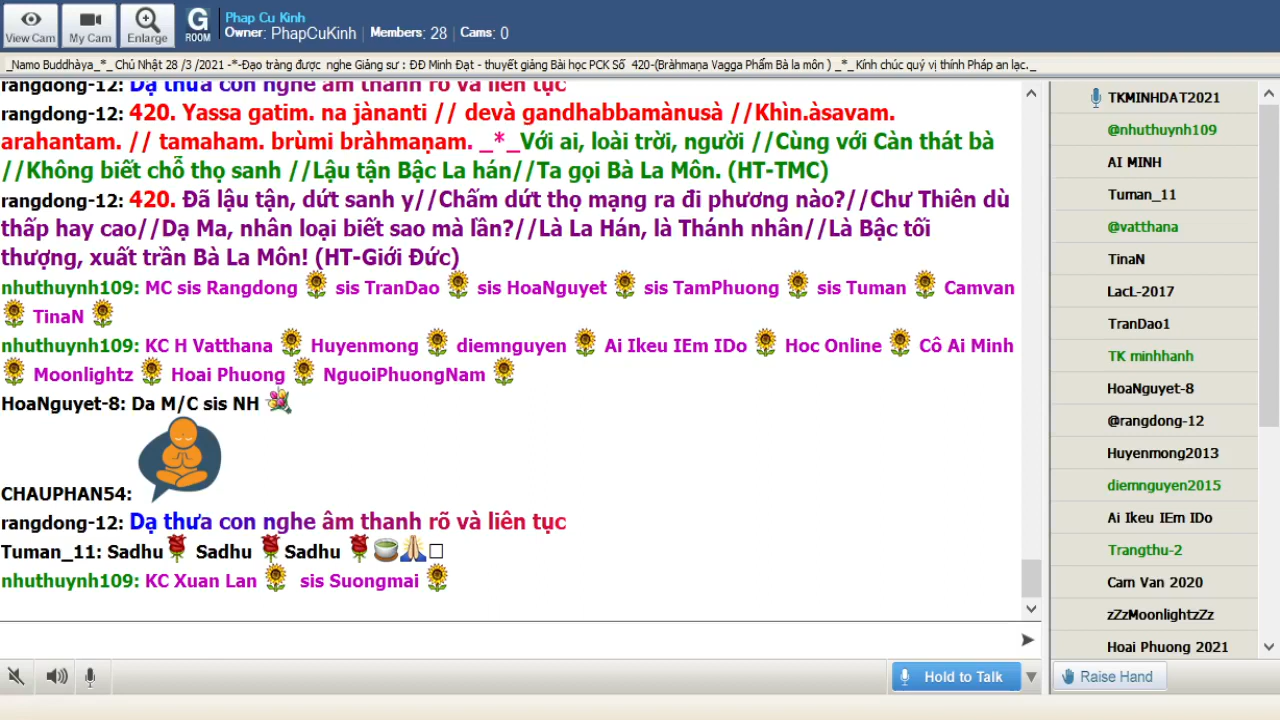 View Cam
My Cam
Enlarge
G
ROOM
Phap Cu Kinh
Owner: PhapCuKinh | Members: 28 | Cams: 0
_Namo Buddhàya_*_ Chủ Nhật 28 /3 /2021 -*-Đạo tràng được nghe Giảng sư : ĐĐ Minh Đạt - thuyết giảng Bài học PCK Số 420-(Bràhmaṇa Vagga Phẩm Bà la môn ) _*_ Kính chúc quý vị thính Pháp an lạc._
rangdong-12: Dạ thưa con nghe âm thanh rõ và liên tục
rangdong-12: 420. Yassa gatim. na jànanti // devà gandhabbamànusà //Khìn.àsavam.
arahantam. // tamaham. brùmi bràhmaṇam. _*_Với ai, loài trời, người //Cùng với Càn thát bà
//Không biết chỗ thọ sanh //Lậu tận Bậc La hán//Ta gọi Bà La Môn. (HT-TMC)
rangdong-12: 420. Đã lậu tận, dứt sanh y//Chấm dứt thọ mạng ra đi phương nào?//Chư Thiên dù
thấp hay cao//Dạ Ma, nhân loại biết sao mà lần?//Là La Hán, là Thánh nhân//Là Bậc tối
thượng, xuất trần Bà La Môn! (HT-Giới Đức)
nhuthuynh109: MC sis Rangdong sis TranDao sis HoaNguyet sis TamPhuong sis Tuman Camvan
TinaN
nhuthuynh109: KC H Vatthana Huyenmong diemnguyen Ai Ikeu IEm IDo Hoc Online Cô Ai Minh
Moonlightz Hoai Phuong NguoiPhuongNam
HoaNguyet-8: Da M/C sis NH
CHAUPHAN54:
rangdong-12: Dạ thưa con nghe âm thanh rõ và liên tục
Tuman_11: Sadhu Sadhu Sadhu
nhuthuynh109: KC Xuan Lan sis Suongmai
TKMINHDAT2021
@nhuthuynh109
AI MINH
Tuman_11
@vatthana
TinaN
LacL-2017
TranDao1
TK minhhanh
HoaNguyet-8
@rangdong-12
Huyenmong2013
diemnguyen2015
Ai Ikeu IEm IDo
Trangthu-2
Cam Van 2020
zZzMoonlightzZz
Hoai Phuong 2021
Hold to Talk
Raise Hand